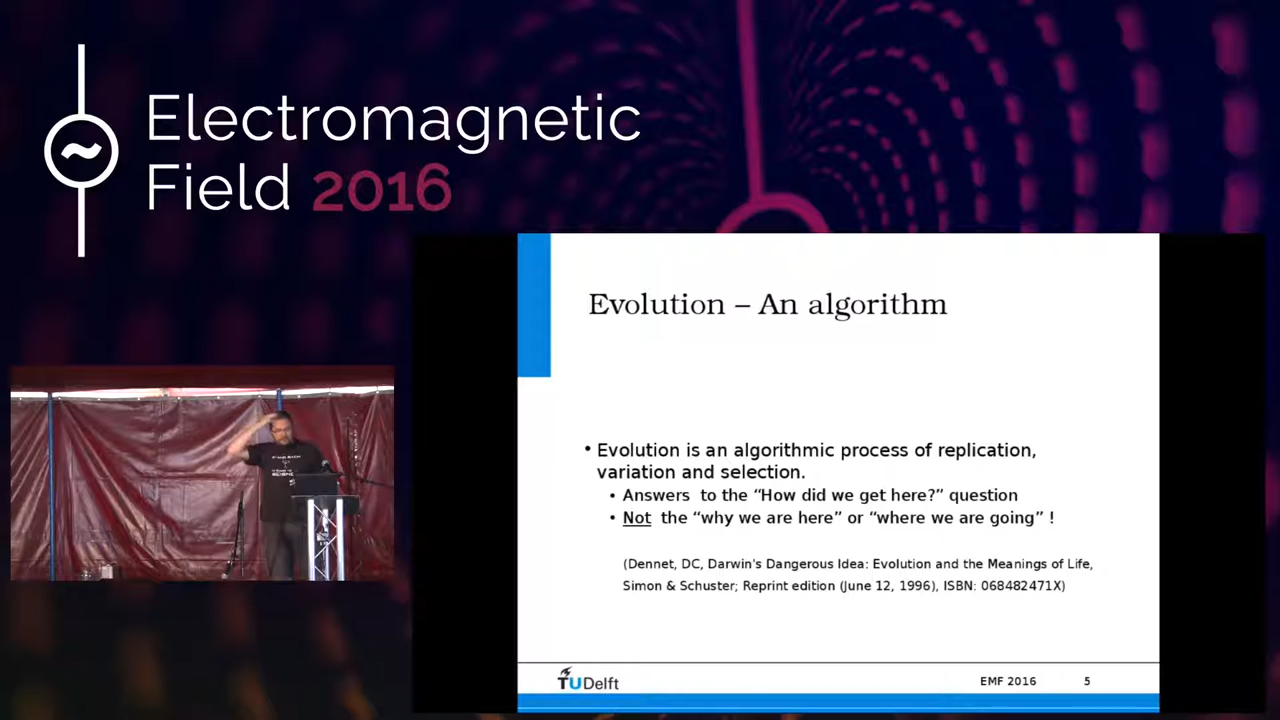 Electromagnetic
Field 2016
Evolution – An algorithm
• Evolution is an algorithmic process of replication,
variation and selection.
• Answers  to the “How did we get here?” question
• Not  the “why we are here” or “where we are going” !
(Dennet, DC, Darwin's Dangerous Idea: Evolution and the Meanings of Life,
Simon & Schuster; Reprint edition (June 12, 1996), ISBN: 068482471X)
TUDelft
EMF 2016
5
SCIENCE